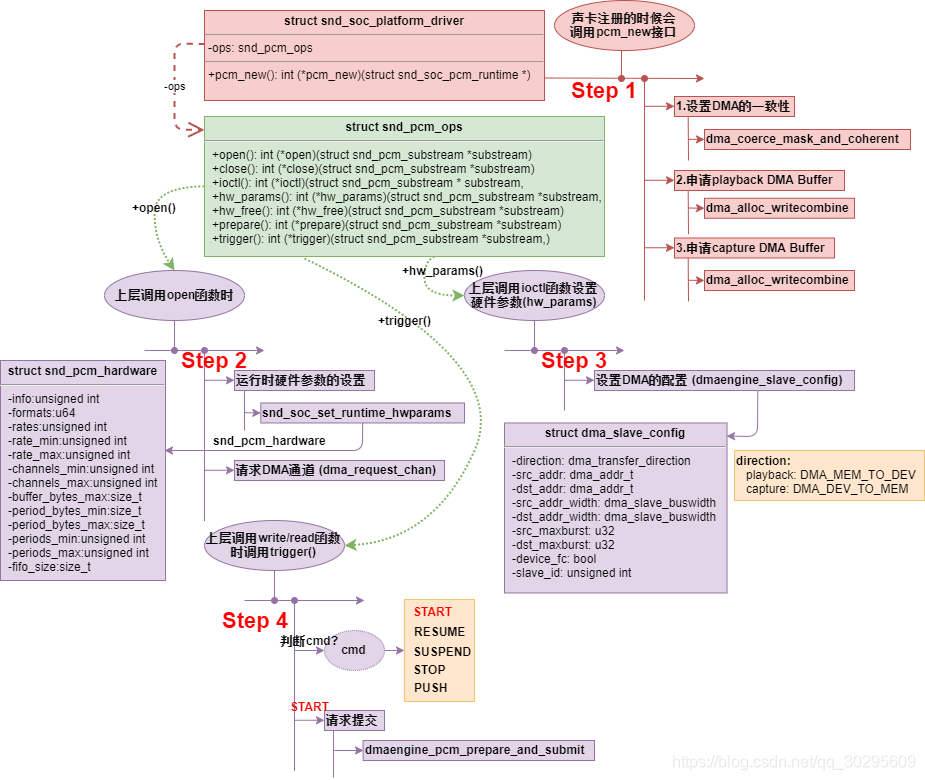 struct snd_soc_platform_driver
-ops: snd_pcm_ops
+pcm_new(): int (*pcm_new)(struct snd_soc_pcm_runtime *)
声卡注册的时候会
调用pcm_new接口
-ops
Step 1
1.设置DMA的一致性
dma_coerce_mask_and_coherent
2.申请playback DMA Buffer
dma_alloc_writecombine
3.申请capture DMA Buffer
dma_alloc_writecombine
struct snd_pcm_ops
+open(): int (*open)(struct snd_pcm_substream *substream)
+close(): int (*close)(struct snd_pcm_substream *substream)
+ioctl(): int (*ioctl)(struct snd_pcm_substream * substream,
+hw_params(): int (*hw_params)(struct snd_pcm_substream *substream,
+hw_free(): int (*hw_free)(struct snd_pcm_substream *substream)
+prepare(): int (*prepare)(struct snd_pcm_substream *substream)
+trigger(): int (*trigger)(struct snd_pcm_substream *substream,)
+open()
+hw_params()
+trigger()
上层调用open函数时
上层调用ioctl函数设置
硬件参数(hw_params)
Step 2
运行时硬件参数的设置
snd_soc_set_runtime_hwparams
snd_pcm_hardware
请求DMA通道 (dma_request_chan)
struct snd_pcm_hardware
-info:unsigned int
-formats:u64
-rates:unsigned int
-rate_min:unsigned int
-rate_max:unsigned int
-channels_min:unsigned int
-channels_max:unsigned int
-buffer_bytes_max:size_t
-period_bytes_min:size_t
-period_bytes_max:size_t
-periods_min:unsigned int
-periods_max:unsigned int
-fifo_size:size_t
Step 3
设置DMA的配置 (dmaengine_slave_config)
struct dma_slave_config
-direction: dma_transfer_direction
-src_addr: dma_addr_t
-dst_addr: dma_addr_t
-src_addr_width: dma_slave_buswidth
-dst_addr_width: dma_slave_buswidth
-src_maxburst: u32
-dst_maxburst: u32
-device_fc: bool
-slave_id: unsigned int
direction:
playback: DMA_MEM_TO_DEV
capture: DMA_DEV_TO_MEM
上层调用write/read函数
时调用trigger()
Step 4
判断cmd?
cmd
START
RESUME
SUSPEND
STOP
PUSH
START
请求提交
dmaengine_pcm_prepare_and_submit
https://blog.csdn.net/qq_30295609